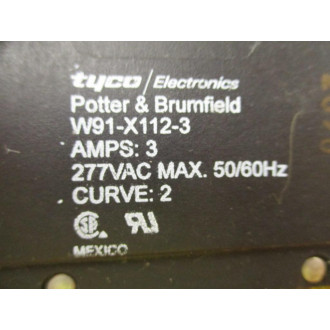 tyco / Electronics
Potter & Brumfield
W91-X112-3
AMPS: 3
277VAC MAX. 50/60Hz
CURVE: 2
MEXICO